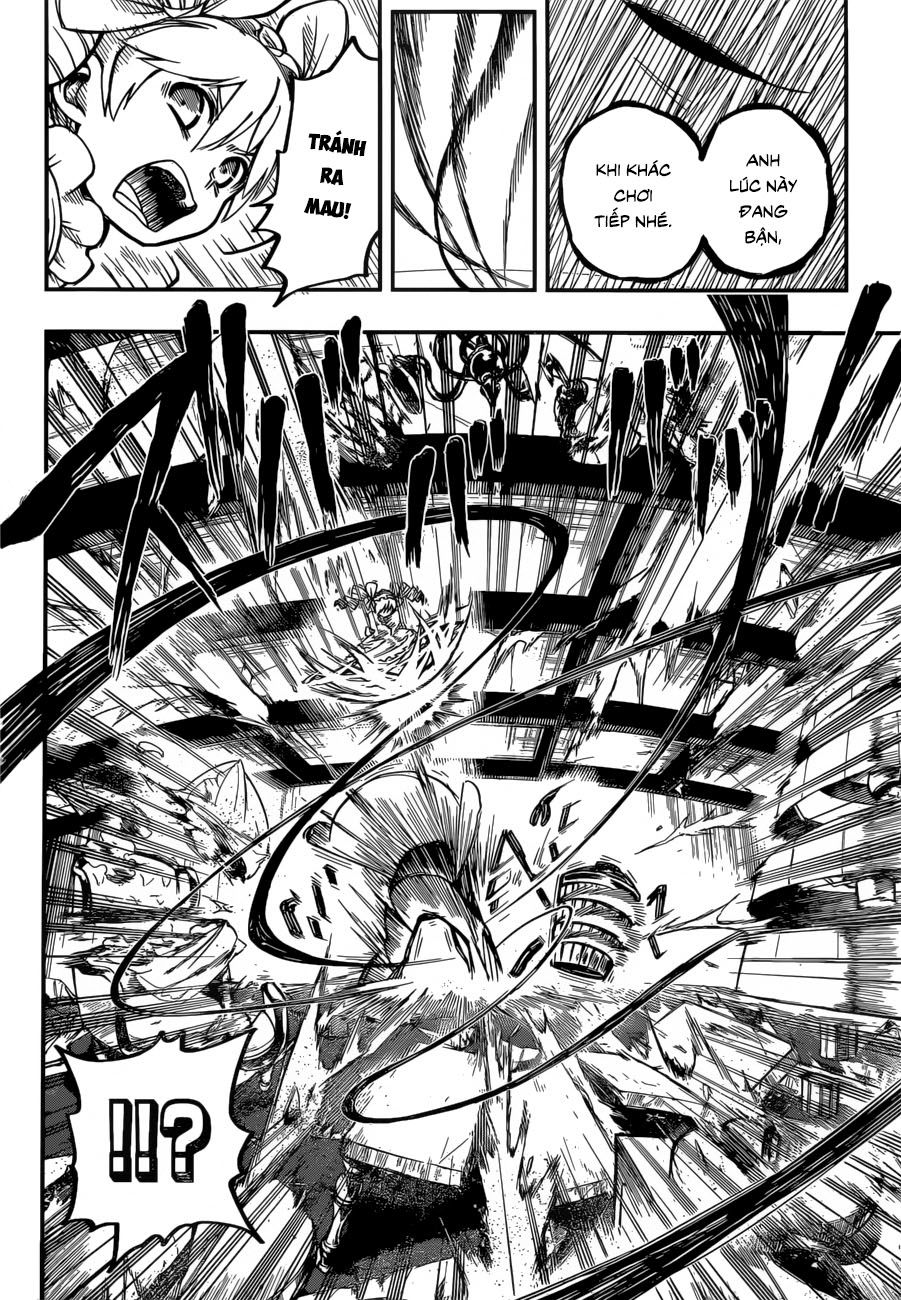 ANH
LÚC NÀY
ĐANG
BẬN,
KHI KHÁC
CHƠI
TIẾP NHÉ.
TRÁNH
RA
MAU!
!!?